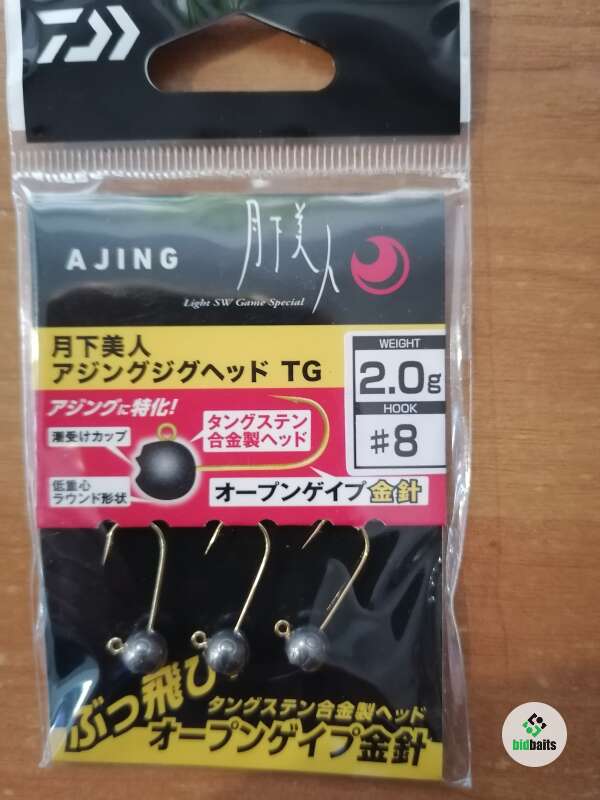 AJING 月下美人
Light SW Game Special
月下美人
アジングジグヘッド TG
WEIGHT
2.0g
HOOK
#8
アジングに特化!
潮受けカップ
タングステン
合金製ヘッド
低重心
ラウンド形状
オープンゲイプ金針
ぶっ飛び
タングステン合金製ヘッド
オープンゲイプ金針
bidbaits